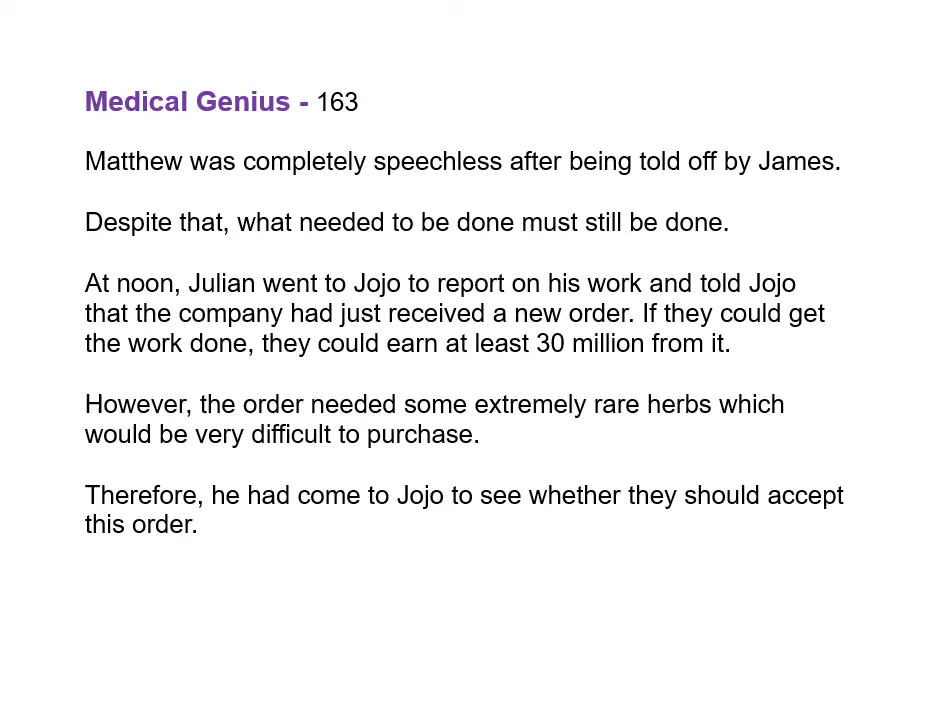 Medical Genius - 163
Matthew was completely speechless after being told off by James.
Despite that, what needed to be done must still be done.
At noon, Julian went to Jojo to report on his work and told Jojo
that the company had just received a new order. If they could get
the work done, they could earn at least 30 million from it.
However, the order needed some extremely rare herbs which
would be very difficult to purchase.
Therefore, he had come to Jojo to see whether they should accept
this order.